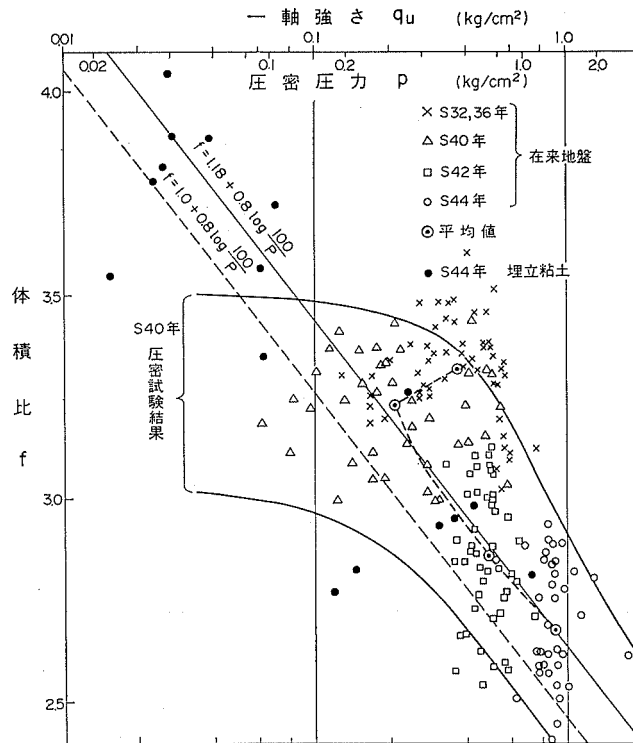 一 軸 強 さ qu (kg/cm²)
0.01 0.1 1.0
0.02 0.1 0.2 0.1 2.0
圧 密 圧 力 p (kg/cm²)
4.0
3.5
3.0
2.5
体
積
比
f
× S32,36年
△ S40年
□ S42年
○ S44年
在来地盤
⊙ 平 均 値
● S44年 埋立粘土
f=1.18+0.8 log 100/P
f=1.0+0.8 log 100/P
S40年
圧密試験結果